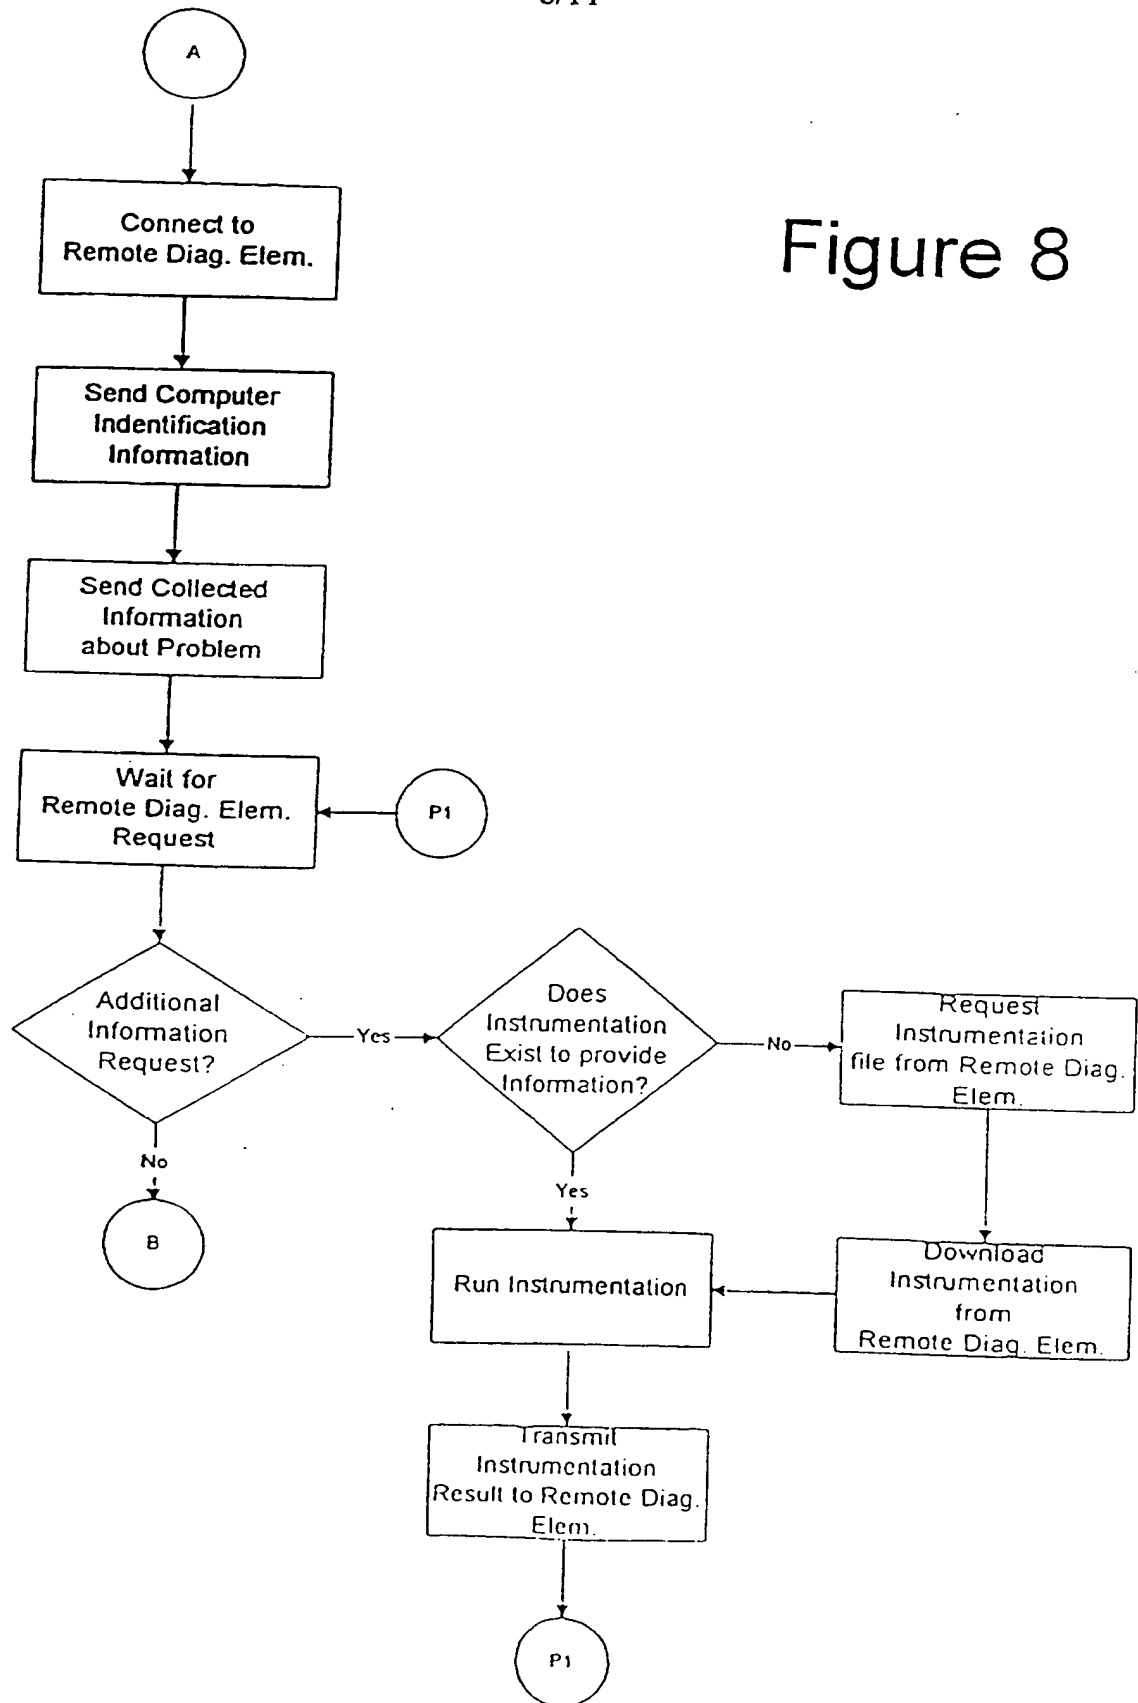 A
Connect to
Remote Diag. Elem.
Figure 8
Send Computer
Indentification
Information
Send Collected
Information
about Problem
Wait for
Remote Diag. Elem.
Request
P1
Additional
Information
Request?
Yes
Does
Instrumentation
Exist to provide
Information?
No
Request
Instrumentation
file from Remote Diag.
Elem.
No
B
Yes
Run Instrumentation
Download
Instrumentation
from
Remote Diag. Elem.
Transmit
Instrumentation
Result to Remote Diag.
Elem.
P1